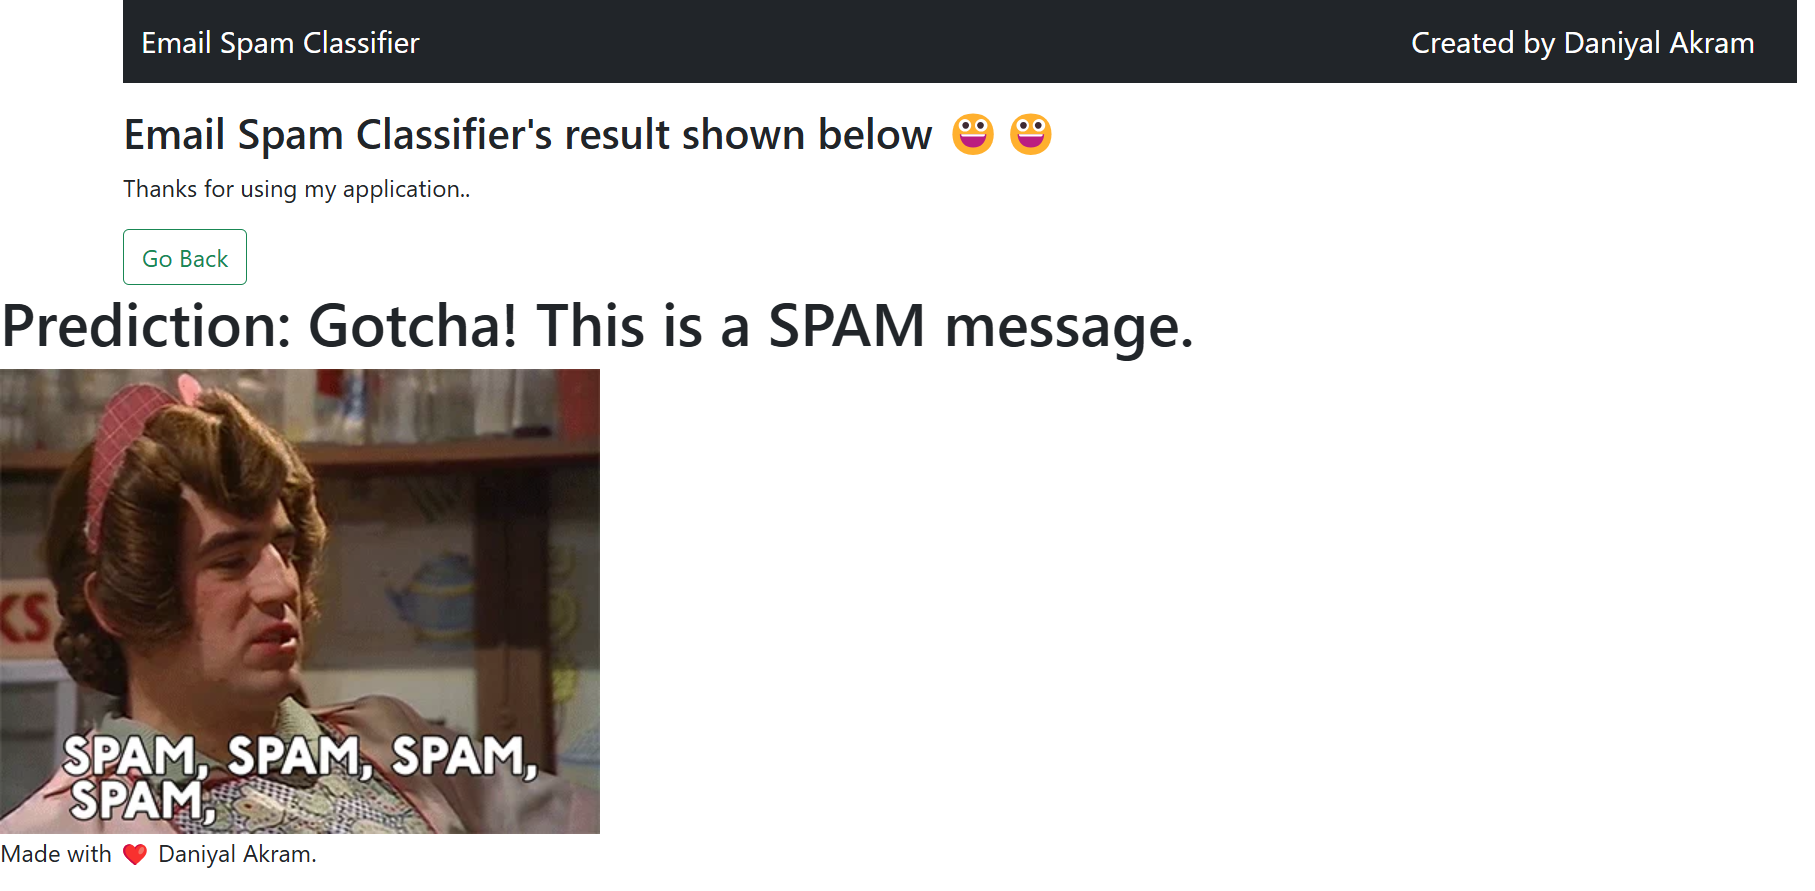 Email Spam Classifier
Created by Daniyal Akram
Email Spam Classifier's result shown below 😀 😀
Thanks for using my application..
Go Back
Prediction: Gotcha! This is a SPAM message.
KS
SPAM, SPAM, SPAM,
SPAM,
Made with ❤️ Daniyal Akram.